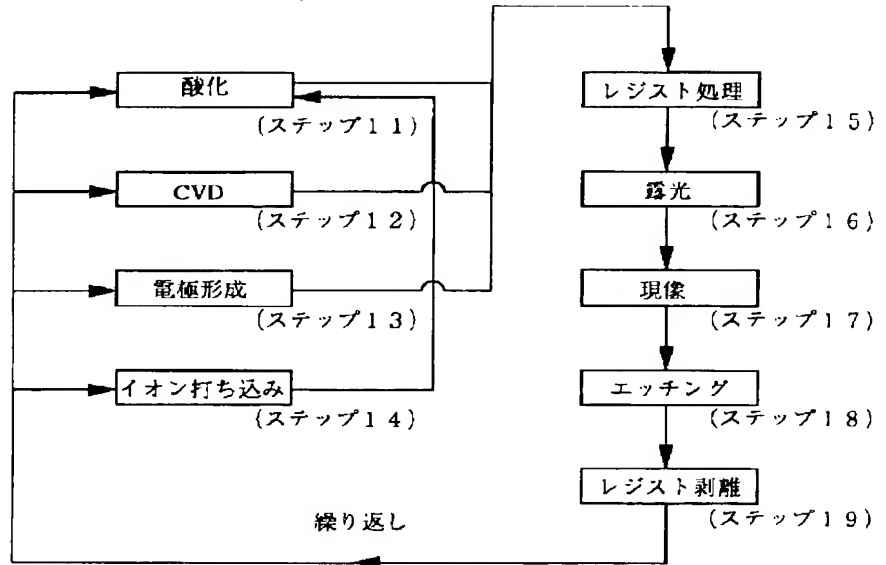 酸化
(ステップ11)
CVD
(ステップ12)
電極形成
(ステップ13)
イオン打ち込み
(ステップ14)
レジスト処理
(ステップ15)
露光
(ステップ16)
現像
(ステップ17)
エッチング
(ステップ18)
レジスト剥離
(ステップ19)
繰り返し